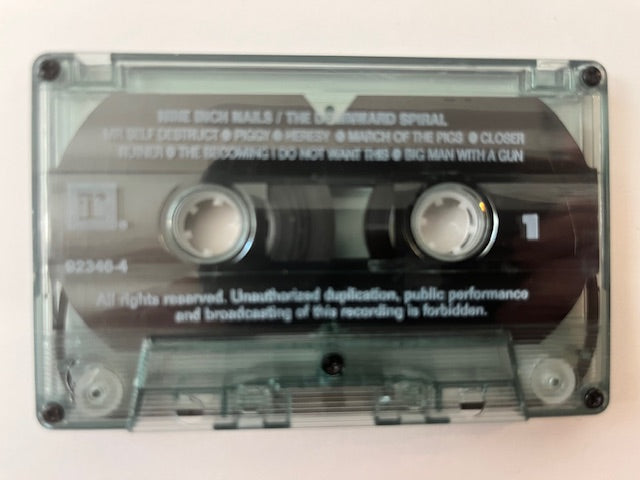 NINE INCH NAILS / THE DOWNWARD SPIRAL
MR SELF DESTRUCT PIGGY HERESY MARCH OF THE PIGS CLOSER
RUINER THE BECOMING I DO NOT WANT THIS BIG MAN WITH A GUN
r
1
92346-4
All rights reserved. Unauthorized duplication, public performance
and broadcasting of this recording is forbidden.